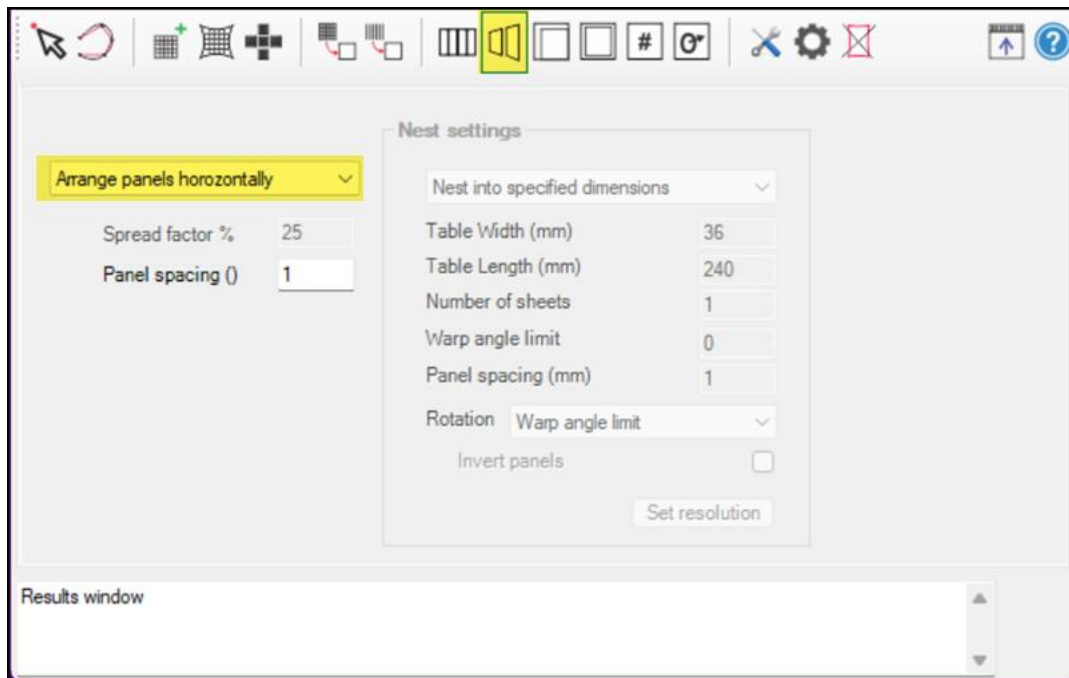 #
?
Nest settings
Arrange panels horozontally
Nest into specified dimensions
Spread factor % 25
Table Width (mm) 36
Panel spacing () 1
Table Length (mm) 240
Number of sheets 1
Warp angle limit 0
Panel spacing (mm) 1
Rotation Warp angle limit
Invert panels
Set resolution
Results window